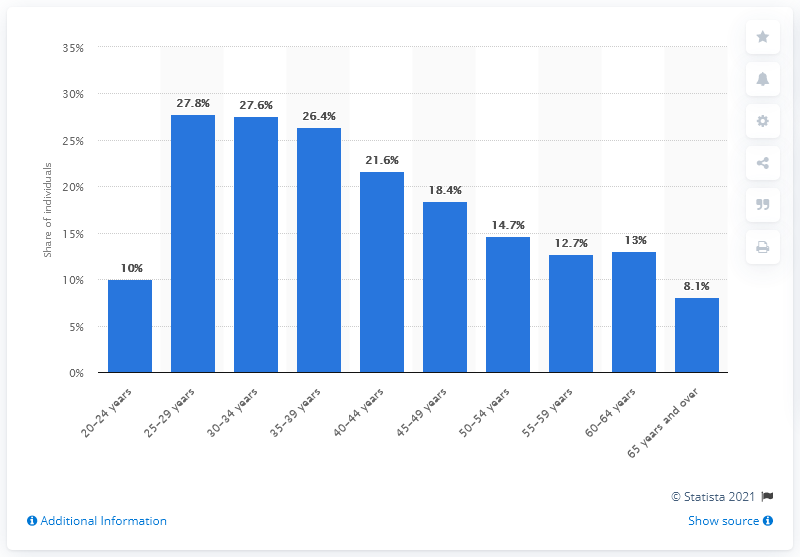 35%
30%
25%
20%
15%
10%
5%
0%
Share of individuals
10%
27.8%
27.6%
26.4%
21.6%
18.4%
14.7%
12.7%
13%
8.1%
20–24 years
25–29 years
30–34 years
35–39 years
40–44 years
45–49 years
50–54 years
55–59 years
60–64 years
65 years and over
© Statista 2021
Additional Information
Show source